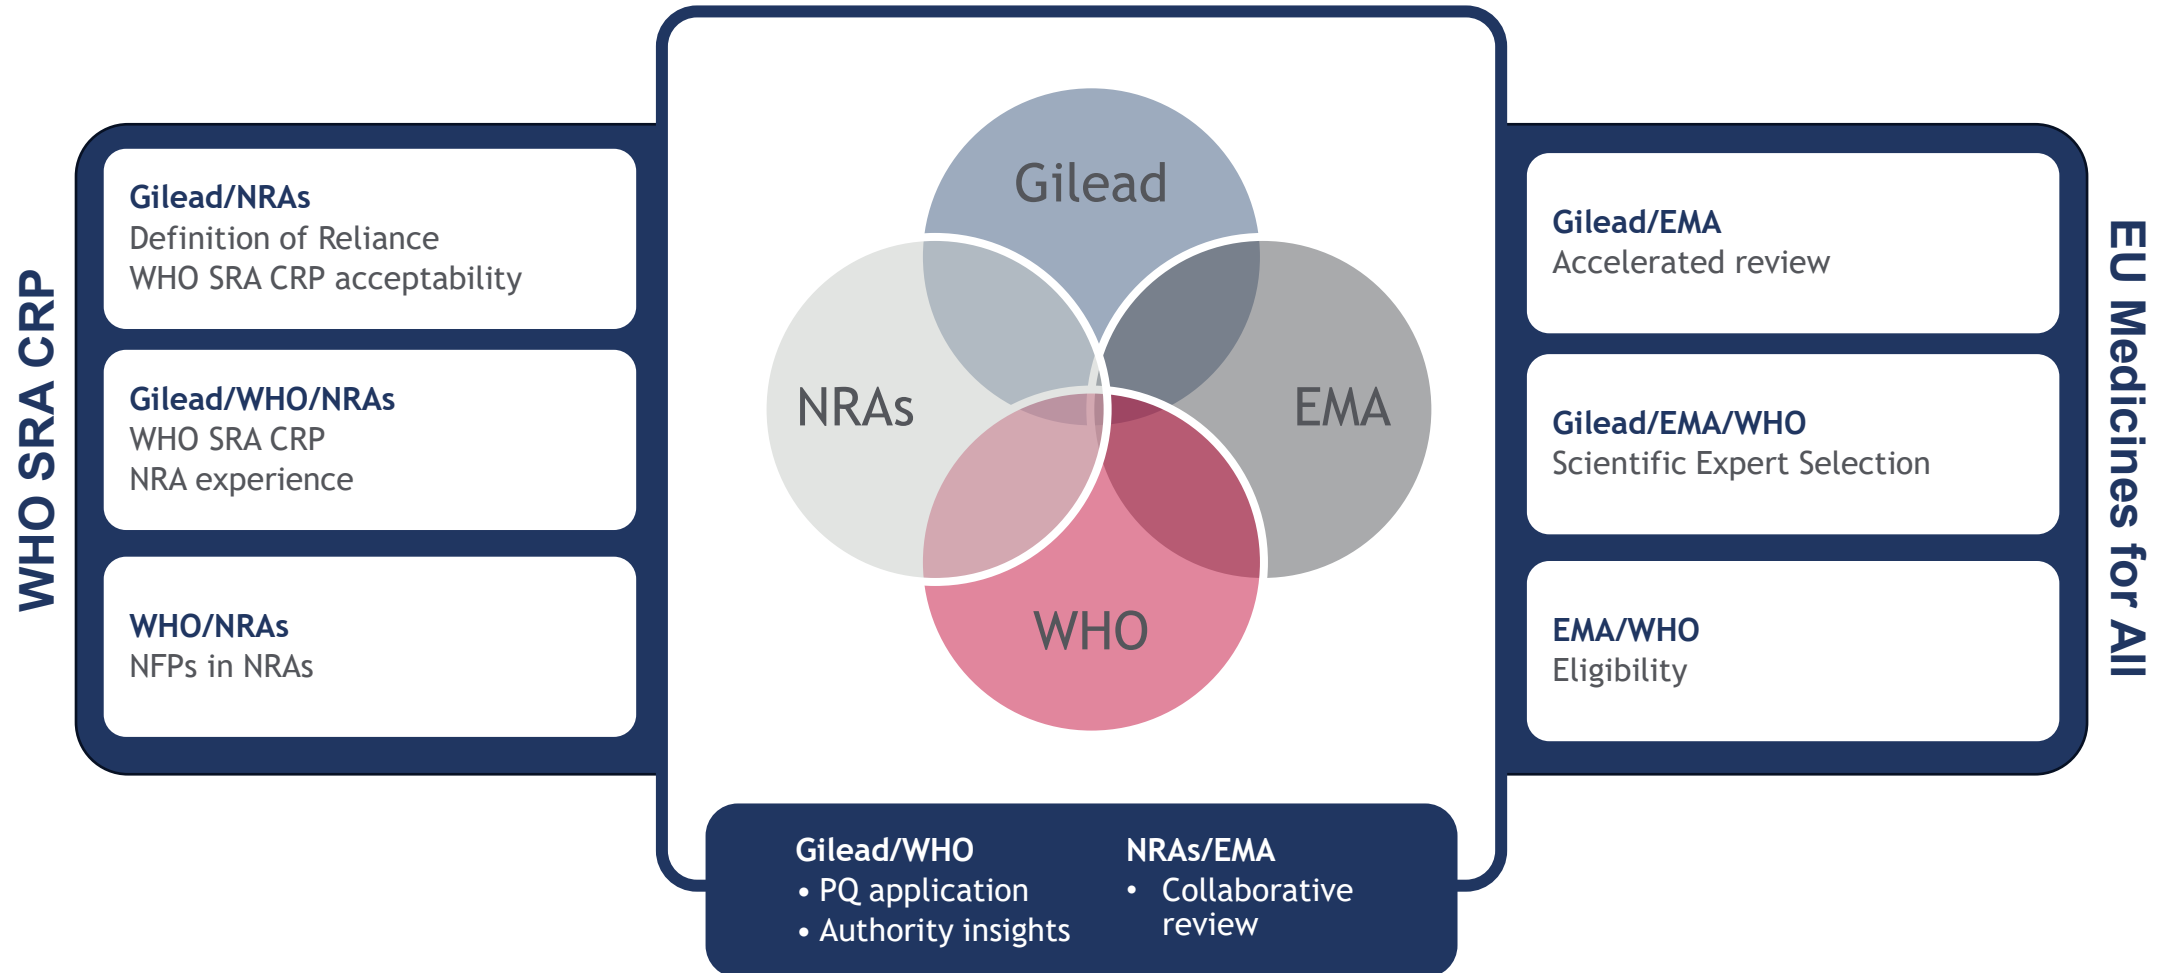 WHO SRA CRP
Gilead/NRAs
Definition of Reliance
WHO SRA CRP acceptability
Gilead/WHO/NRAs
WHO SRA CRP
NRA experience
WHO/NRAs
NFPs in NRAs
Gilead
NRAs
EMA
WHO
Gilead/WHO
• PQ application
• Authority insights
NRAs/EMA
• Collaborative
review
Gilead/EMA
Accelerated review
Gilead/EMA/WHO
Scientific Expert Selection
EMA/WHO
Eligibility
EU Medicines for All